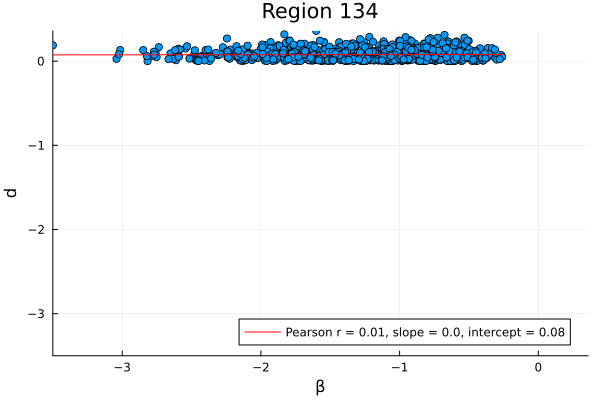 Region 134
d
0
−1
−2
−3
Pearson r = 0.01, slope = 0.0, intercept = 0.08
−3
−2
−1
0
β